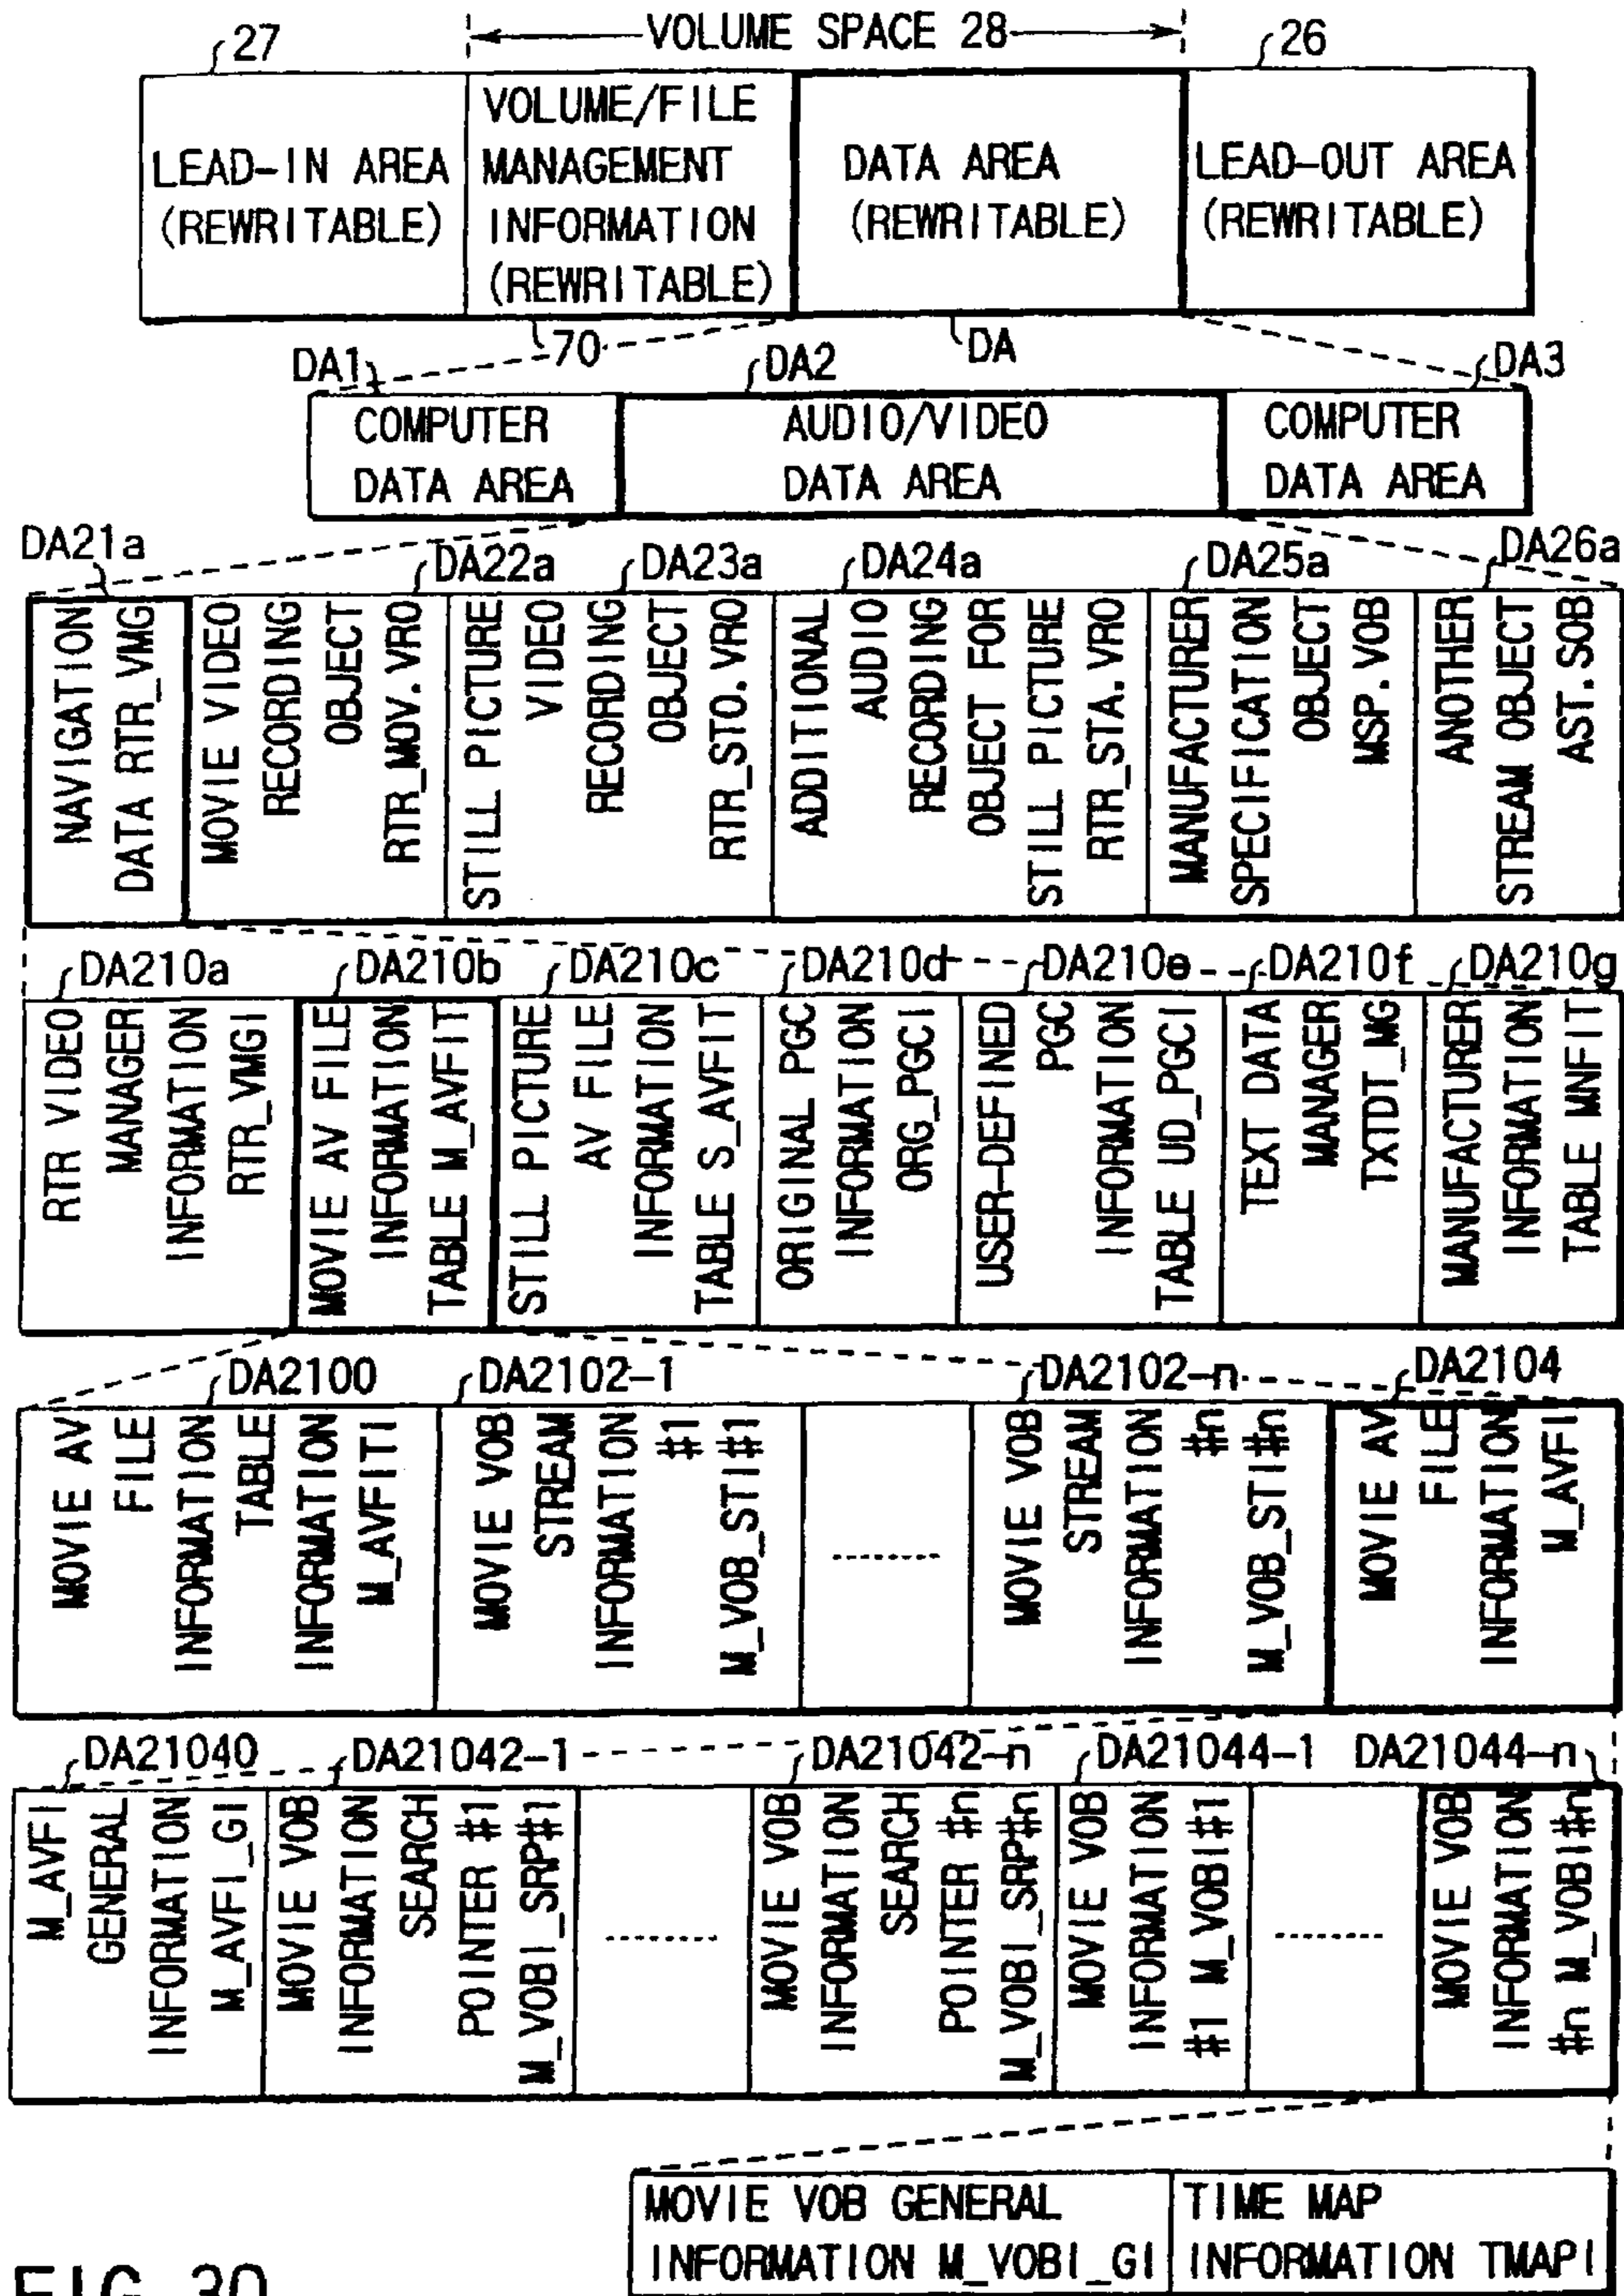 27
VOLUME SPACE 28
26
LEAD-IN AREA
(REWRITABLE)
VOLUME/FILE
MANAGEMENT
INFORMATION
(REWRITABLE)
DATA AREA
(REWRITABLE)
LEAD-OUT AREA
(REWRITABLE)
70
DA
DA1
DA2
DA3
COMPUTER
DATA AREA
AUDIO/VIDEO
DATA AREA
COMPUTER
DATA AREA
DA21a
DA22a
DA23a
DA24a
DA25a
DA26a
NAVIGATION
DATA RTR_VMG
MOVIE VIDEO
RECORDING
OBJECT
RTR_MOV.VRO
STILL PICTURE
VIDEO
RECORDING
OBJECT
RTR_STO.VRO
ADDITIONAL
AUDIO
RECORDING
OBJECT FOR
STILL PICTURE
RTR_STA.VRO
MANUFACTURER
SPECIFICATION
OBJECT
MSP.VOB
ANOTHER
STREAM OBJECT
AST.SOB
DA210a
DA210b
DA210c
DA210d
DA210e
DA210f
DA210g
RTR VIDEO
MANAGER
INFORMATION
RTR_VMGI
MOVIE AV FILE
INFORMATION
TABLE M_AVFIT
STILL PICTURE
AV FILE
INFORMATION
TABLE S_AVFIT
ORIGINAL PGC
INFORMATION
ORG_PGCI
USER-DEFINED
PGC
INFORMATION
TABLE UD_PGCI
TEXT DATA
MANAGER
TXTDT_MG
MANUFACTURER
INFORMATION
TABLE MNFIT
DA2100
DA2102-1
DA2102-n
DA2104
MOVIE AV
FILE
INFORMATION
TABLE
INFORMATION
M_AVFITI
MOVIE VOB
STREAM
INFORMATION
#1
M_VOB_STI#1
MOVIE VOB
STREAM
INFORMATION
#n
M_VOB_STI#n
MOVIE AV
FILE
INFORMATION
M_AVFI
DA21040
DA21042-1
DA21042-n
DA21044-1
DA21044-n
M_AVFI
GENERAL
INFORMATION
M_AVFI_GI
MOVIE VOB
INFORMATION
SEARCH
POINTER #1
M_VOBI_SRP#1
MOVIE VOB
INFORMATION
SEARCH
POINTER #n
M_VOBI_SRP#n
MOVIE VOB
INFORMATION
#1 M_VOBI#1
MOVIE VOB
INFORMATION
#n M_VOBI#n
MOVIE VOB GENERAL
INFORMATION M_VOBI_GI
TIME MAP
INFORMATION TMAPI
FIG. 30